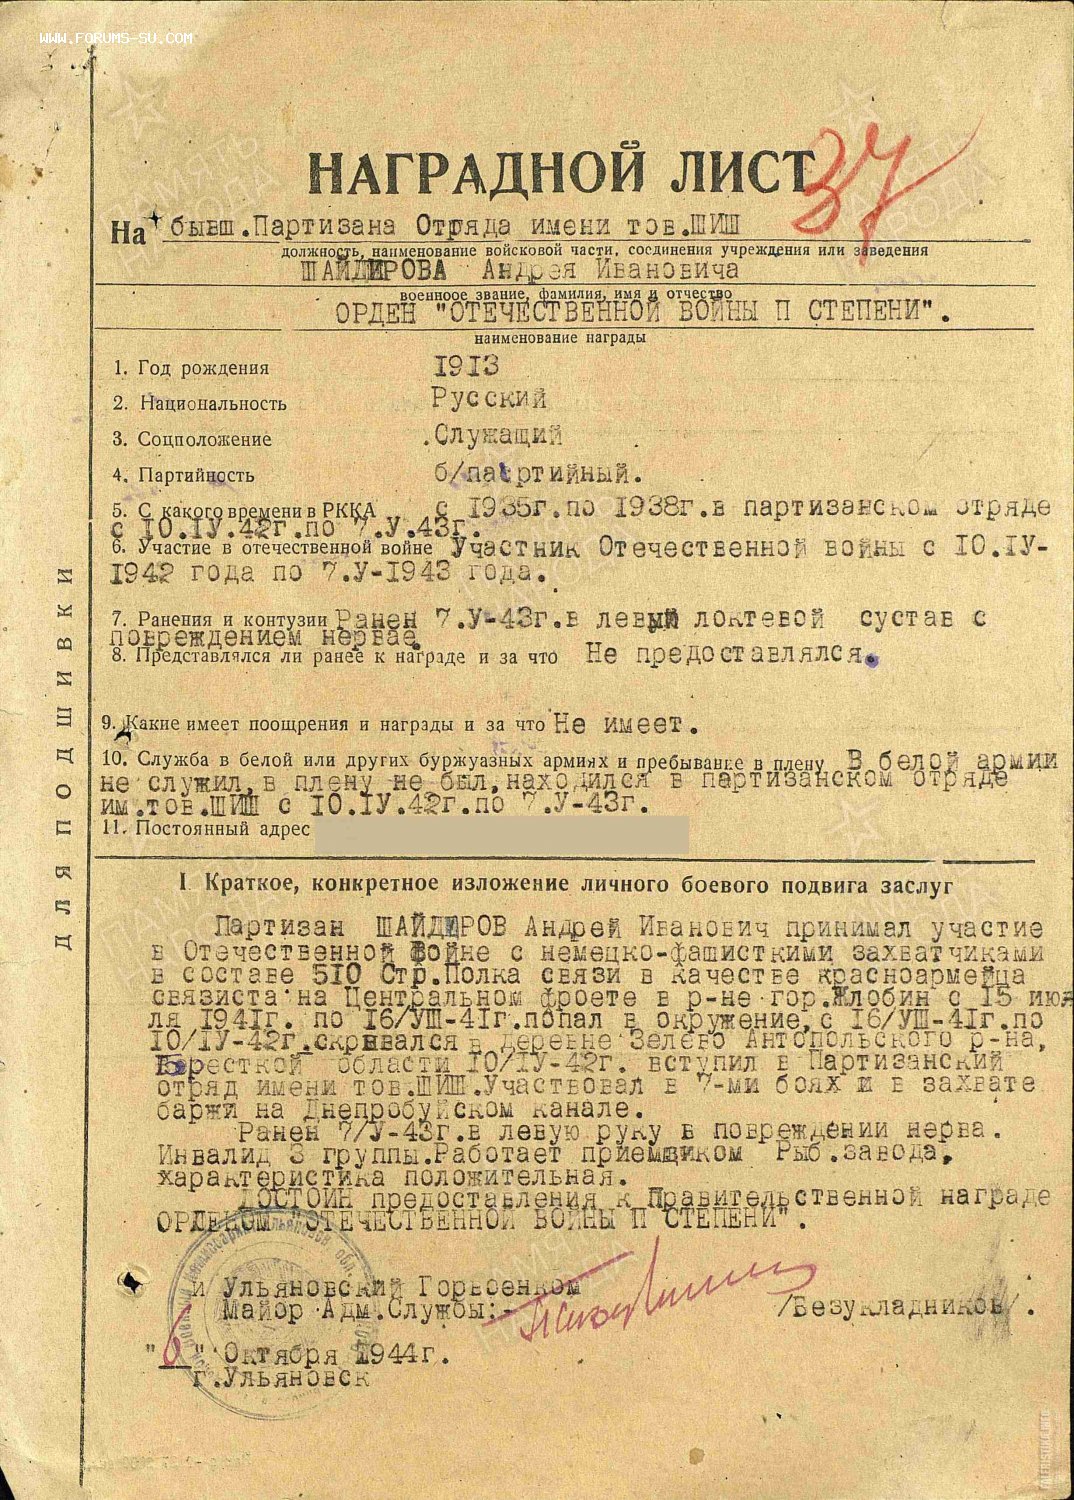 WWW.FORUMS-SU.COM
37
НАГРАДНОЙ ЛИСТ
На бывш.Партизана Отряда имени тов.ШИШ
должность, наименование войсковой части, соединения учреждения или заведения
ШАЙДИРОВА Андрея Ивановича
военноое звание, фамилия, имя и отчество
ОРДЕН "ОТЕЧЕСТВЕННОЙ ВОЙНЫ П СТЕПЕНИ".
наименование награды
1. Год рождения 1913
2. Национальность Русский
3. Соцположение .Служащий
4. Партийность б/паертийный.
5. С какого времени в РККА с 1935г.по 1938г.в партизанском отряде
с 10.IУ.42г.по 7.У.43г.
6. Участие в отечественной войне Участник Отечественной войны с 10.IУ-
1942 года по 7.У-1943 года.
7. Ранения и контузии Ранен 7.У-43г.в левый локтевой сустав с
повреждением нервае.
8. Представлялся ли ранее к награде и за что Не предоставлялся.
9. Какие имеет поощрения и награды и за что Не имеет.
10. Служба в белой или других буржуазных армиях и пребывание в плену В белой армии
не служил,в плену не был,находился в партизанском отряде
им.тов.ШИШ с 10.IУ.42г.по 7.У-43г.
11. Постоянный адрес
ДЛЯ ПОДШИВКИ
I. Краткое, конкретное изложение личного боевого подвига заслуг
Партизан ШАЙДИРОВ Андрей Иванович принимал участие
в Отечественной Войне с немецко-фашисткими захватчиками
в составе 510 Стр.Полка связи в качестве красноармейца
связиста на Центральном фроете в р-не гор.Жлобин с 15 июл
ля 1941г. по 16/УШ-41г.попал в окружение,с 16/УШ-41г.по
10/IУ-42г.скрывался в деревне Зелево Антопольского р-на,
Бересткой области 10/IУ-42г. вступил в Партизанский
отряд имени тов.ШИШ.Участвовал в 7-ми боях и в захвате
баржи на Днепробуйском канале.
Ранен 7/У-43г.в левую руку в повреждении нерва.
Инвалид 3 группы.Работает приемщиком Рыб.завода,
характеристика положительная.
ДОСТОИН предоставления к Правительственной награде
ОРДЕНОМ "ОТЕЧЕСТВЕННОЙ ВОЙНЫ П СТЕПЕНИ".
и Ульяновский Горвоенком
Майор Адм.Службы:- /Безукладников/.
"6" Октября 1944г.
г.Ульяновск